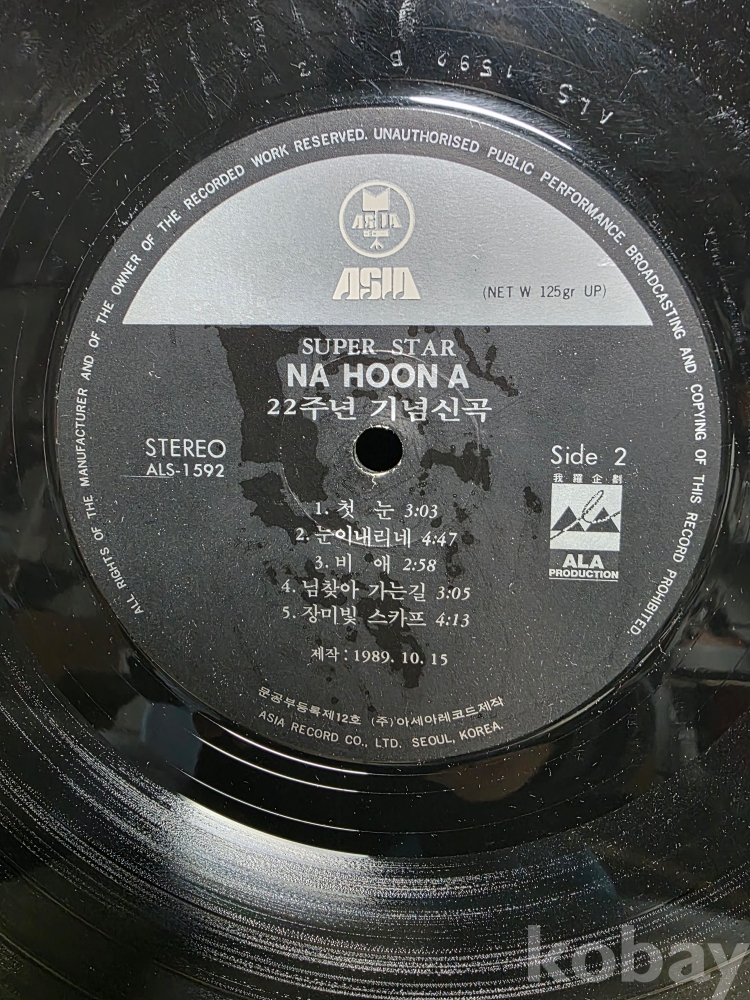 ALS 1592 B 3
ALL RIGHTS OF THE MANUFACTURER AND OF THE OWNER OF THE RECORDED WORK RESERVED. UNAUTHORISED PUBLIC PERFORMANCE. BROADCASTING AND COPYING OF THIS RECORD PROHIBITED.
ASIA
ASIA
(NET W 125gr UP)
SUPER STAR
NA HOON A
22주년 기념신곡
STEREO
ALS-1592
Side 2
我羅企劃
ALA
PRODUCTION
1. 첫 눈 3:03
2. 눈이내리네 4:47
3. 비 애 2:58
4. 님찾아 가는길 3:05
5. 장미빛 스카프 4:13
제작 : 1989. 10. 15
문공부등록제12호 (주)아세아레코드제작
ASIA RECORD CO., LTD. SEOUL, KOREA.
kobay